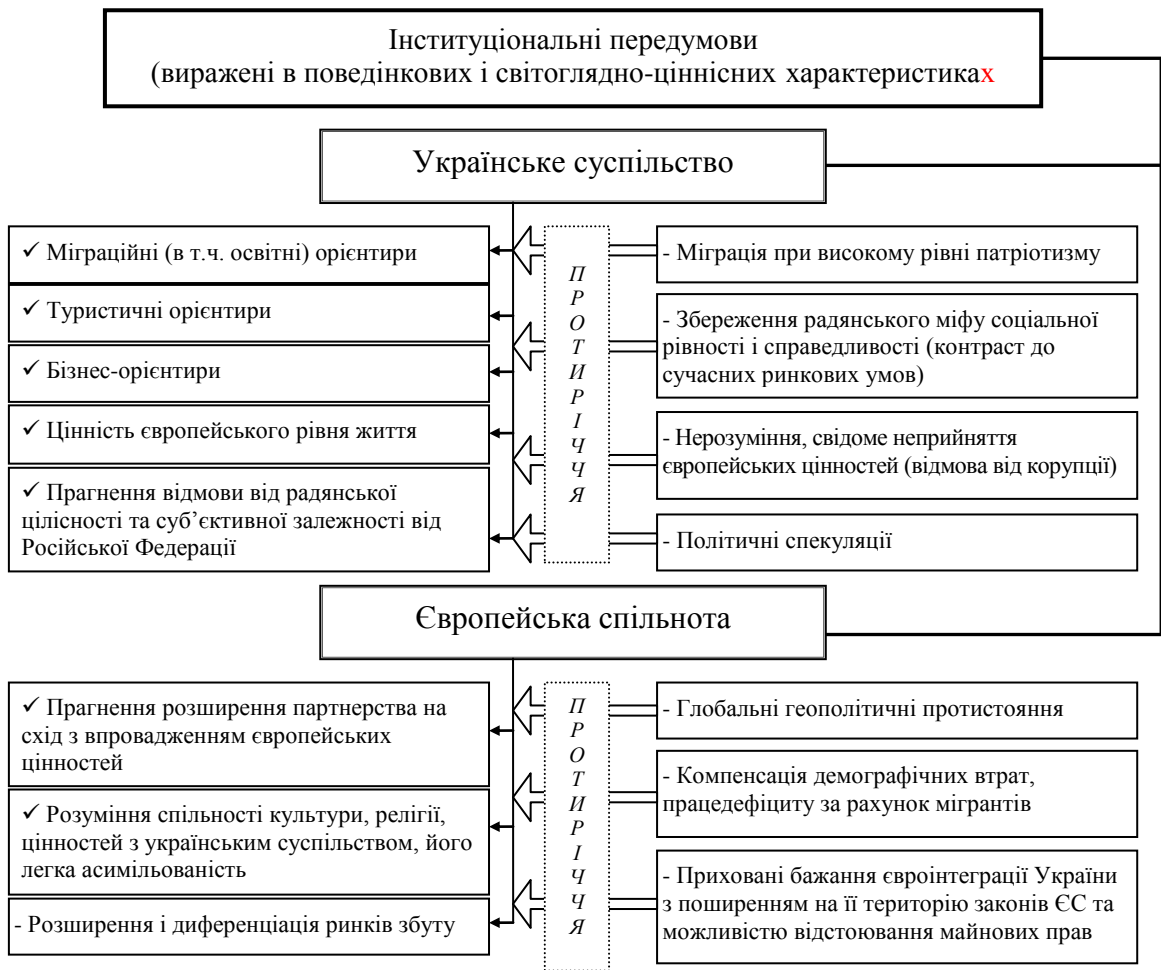 Інституціональні передумови
(виражені в поведінкових і світоглядно-ціннісних характеристиках
Українське суспільство
✓ Міграційні (в т.ч. освітні) орієнтири
✓ Туристичні орієнтири
✓ Бізнес-орієнтири
✓ Цінність європейського рівня життя
✓ Прагнення відмови від радянської
цілісності та суб’єктивної залежності від
Російської Федерації
П
Р
О
Т
И
Р
І
Ч
Ч
Я
- Міграція при високому рівні патріотизму
- Збереження радянського міфу соціальної
рівності і справедливості (контраст до
сучасних ринкових умов)
- Нерозуміння, свідоме неприйняття
європейських цінностей (відмова від корупції)
- Політичні спекуляції
Європейська спільнота
✓ Прагнення розширення партнерства на
схід з впровадженням європейських
цінностей
✓ Розуміння спільності культури, релігії,
цінностей з українським суспільством, його
легка асимільованість
- Розширення і диференціація ринків збуту
П
Р
О
Т
И
Р
І
Ч
Ч
Я
- Глобальні геополітичні протистояння
- Компенсація демографічних втрат,
працедефіциту за рахунок мігрантів
- Приховані бажання євроінтеграції України
з поширенням на її територію законів ЄС та
можливістю відстоювання майнових прав